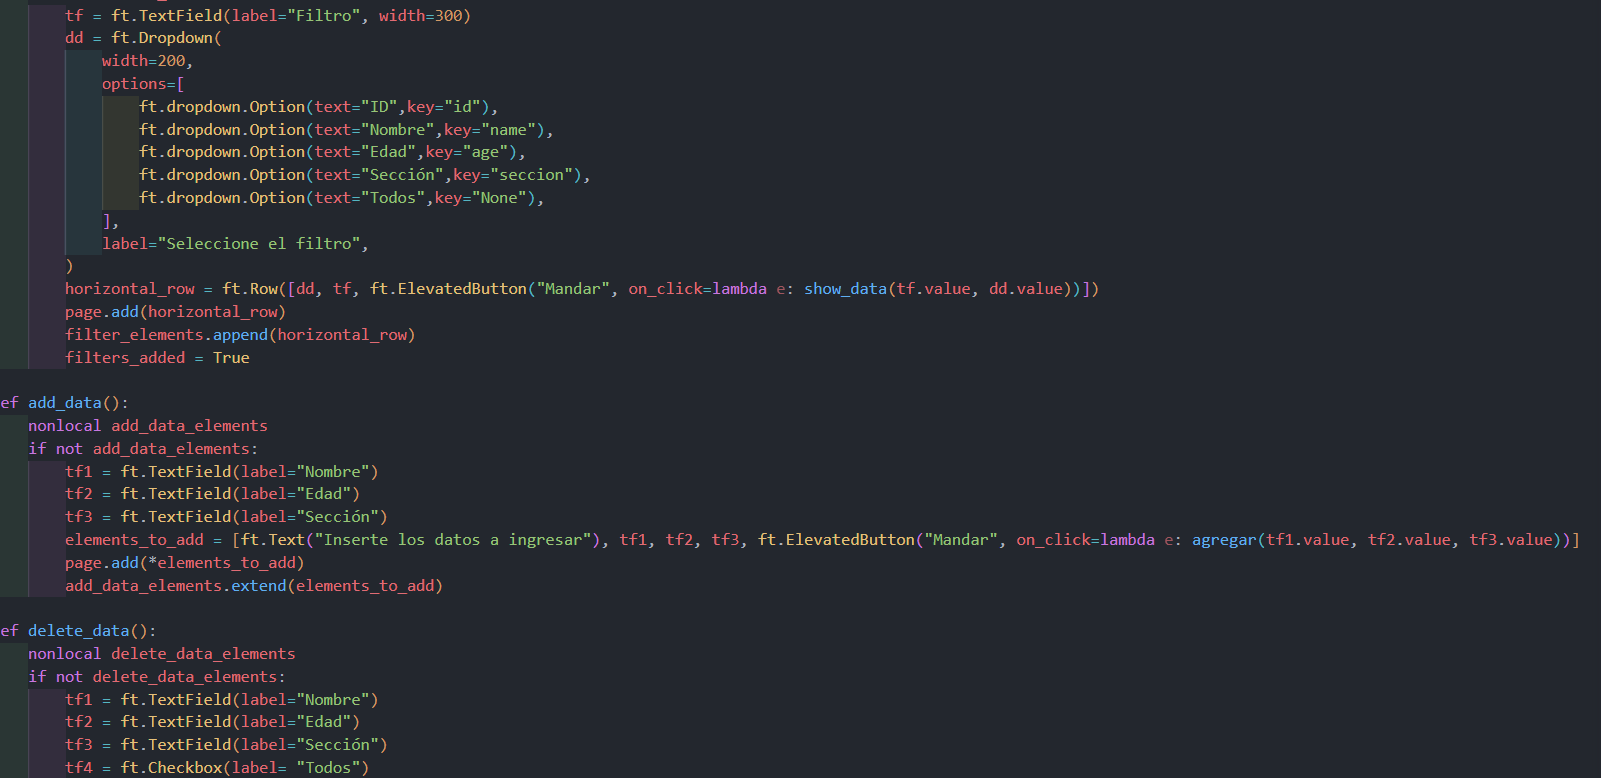 tf = ft.TextField(label="Filtro", width=300)
dd = ft.Dropdown(
width=200,
options=[
ft.dropdown.Option(text="ID",key="id"),
ft.dropdown.Option(text="Nombre",key="name"),
ft.dropdown.Option(text="Edad",key="age"),
ft.dropdown.Option(text="Sección",key="seccion"),
ft.dropdown.Option(text="Todos",key="None"),
],
label="Seleccione el filtro",
)
horizontal_row = ft.Row([dd, tf, ft.ElevatedButton("Mandar", on_click=lambda e: show_data(tf.value, dd.value))])
page.add(horizontal_row)
filter_elements.append(horizontal_row)
filters_added = True
ef add_data():
nonlocal add_data_elements
if not add_data_elements:
tf1 = ft.TextField(label="Nombre")
tf2 = ft.TextField(label="Edad")
tf3 = ft.TextField(label="Sección")
elements_to_add = [ft.Text("Inserte los datos a ingresar"), tf1, tf2, tf3, ft.ElevatedButton("Mandar", on_click=lambda e: agregar(tf1.value, tf2.value, tf3.value))]
page.add(*elements_to_add)
add_data_elements.extend(elements_to_add)
ef delete_data():
nonlocal delete_data_elements
if not delete_data_elements:
tf1 = ft.TextField(label="Nombre")
tf2 = ft.TextField(label="Edad")
tf3 = ft.TextField(label="Sección")
tf4 = ft.Checkbox(label= "Todos")